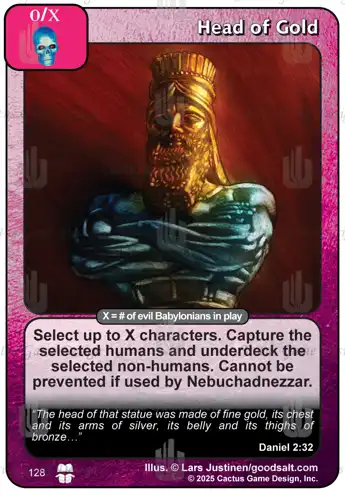 0/X
Head of Gold
X = # of evil Babylonians in play
Select up to X characters. Capture the
selected humans and underdeck the
selected non-humans. Cannot be
prevented if used by Nebuchadnezzar.
"The head of that statue was made of fine gold, its chest
and its arms of silver, its belly and its thighs of
bronze…"
Daniel 2:32
Illus. © Lars Justinen/goodsalt.com
128
© 2025 Cactus Game Design, Inc.